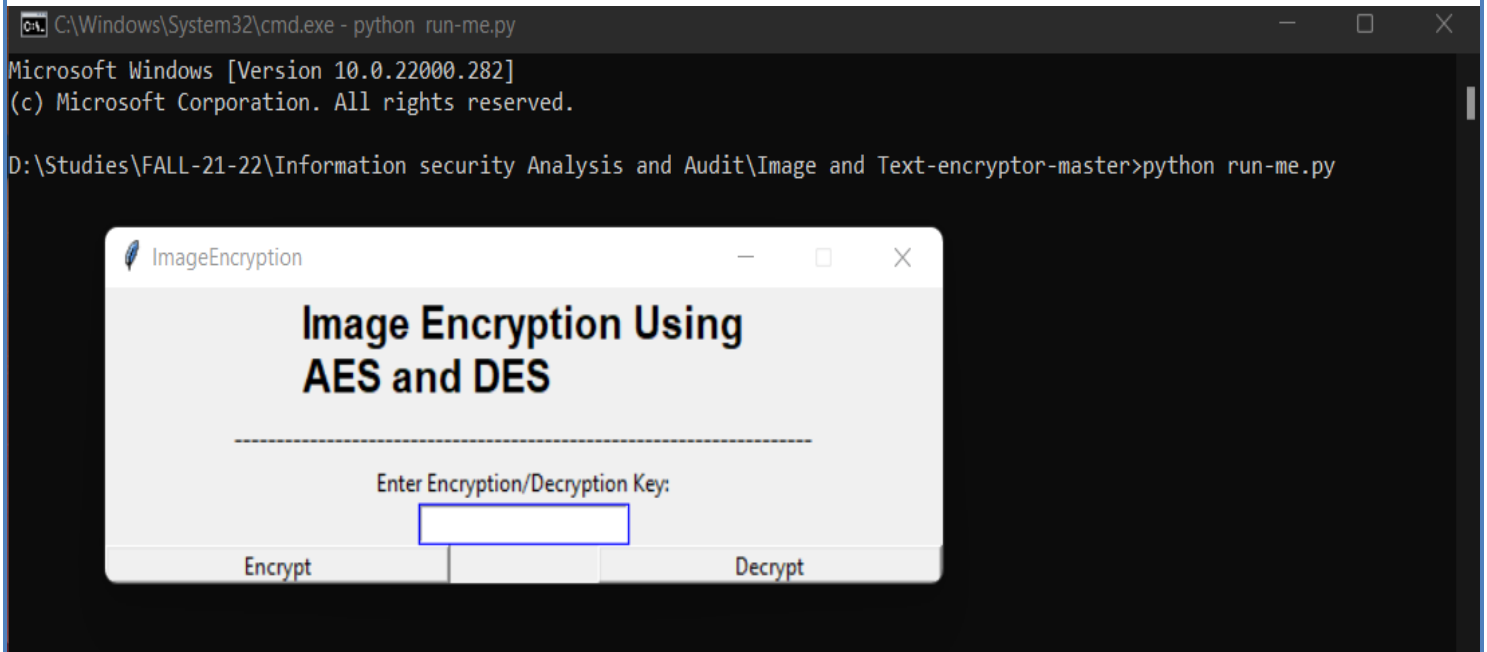 C:\Windows\System32\cmd.exe - python run-me.py
Microsoft Windows [Version 10.0.22000.282]
(c) Microsoft Corporation. All rights reserved.
D:\Studies\FALL-21-22\Information security Analysis and Audit\Image and Text-encryptor-master>python run-me.py
ImageEncryption
Image Encryption Using
AES and DES
----------------------------------------------------------------------
Enter Encryption/Decryption Key:
Encrypt Decrypt